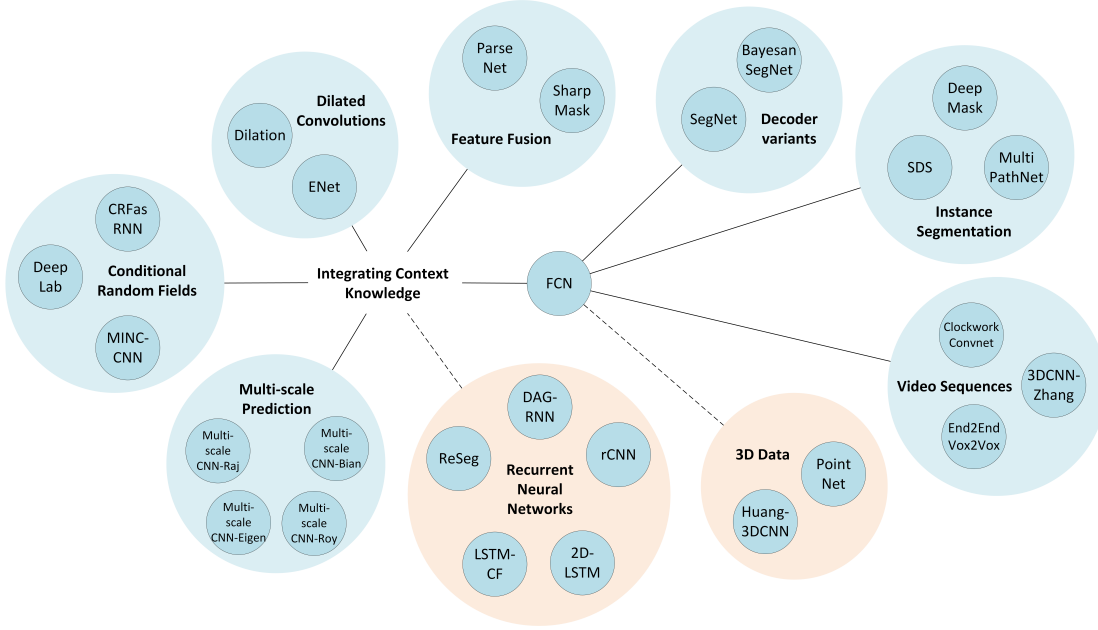 Parse
Net
Sharp
Mask
Feature Fusion
Bayesan
SegNet
SegNet
Decoder
variants
Deep
Mask
SDS
Multi
PathNet
Instance
Segmentation
Dilated
Convolutions
Dilation
ENet
CRFas
RNN
Deep
Lab
Conditional
Random Fields
MINC-
CNN
Integrating Context
Knowledge
FCN
Clockwork
Convnet
Video Sequences
3DCNN-
Zhang
End2End
Vox2Vox
Multi-scale
Prediction
Multi-
scale
CNN-Raj
Multi-
scale
CNN-Bian
Multi-
scale
CNN-Eigen
Multi-
scale
CNN-Roy
DAG-
RNN
ReSeg
rCNN
Recurrent
Neural
Networks
LSTM-
CF
2D-
LSTM
3D Data
Point
Net
Huang-
3DCNN